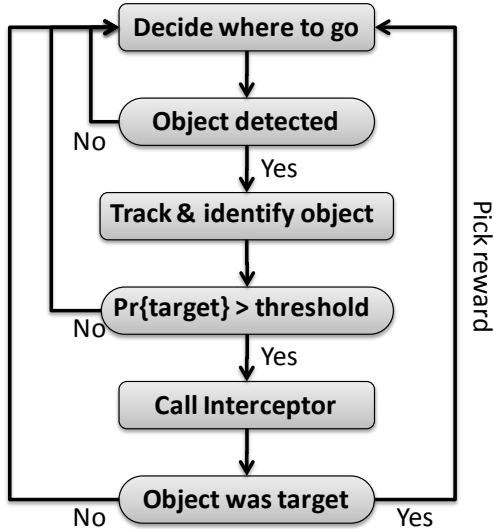 Decide where to go
Object detected
No
Yes
Track & identify object
Pr{target} > threshold
No
Yes
Call Interceptor
Object was target
No
Yes
Pick reward